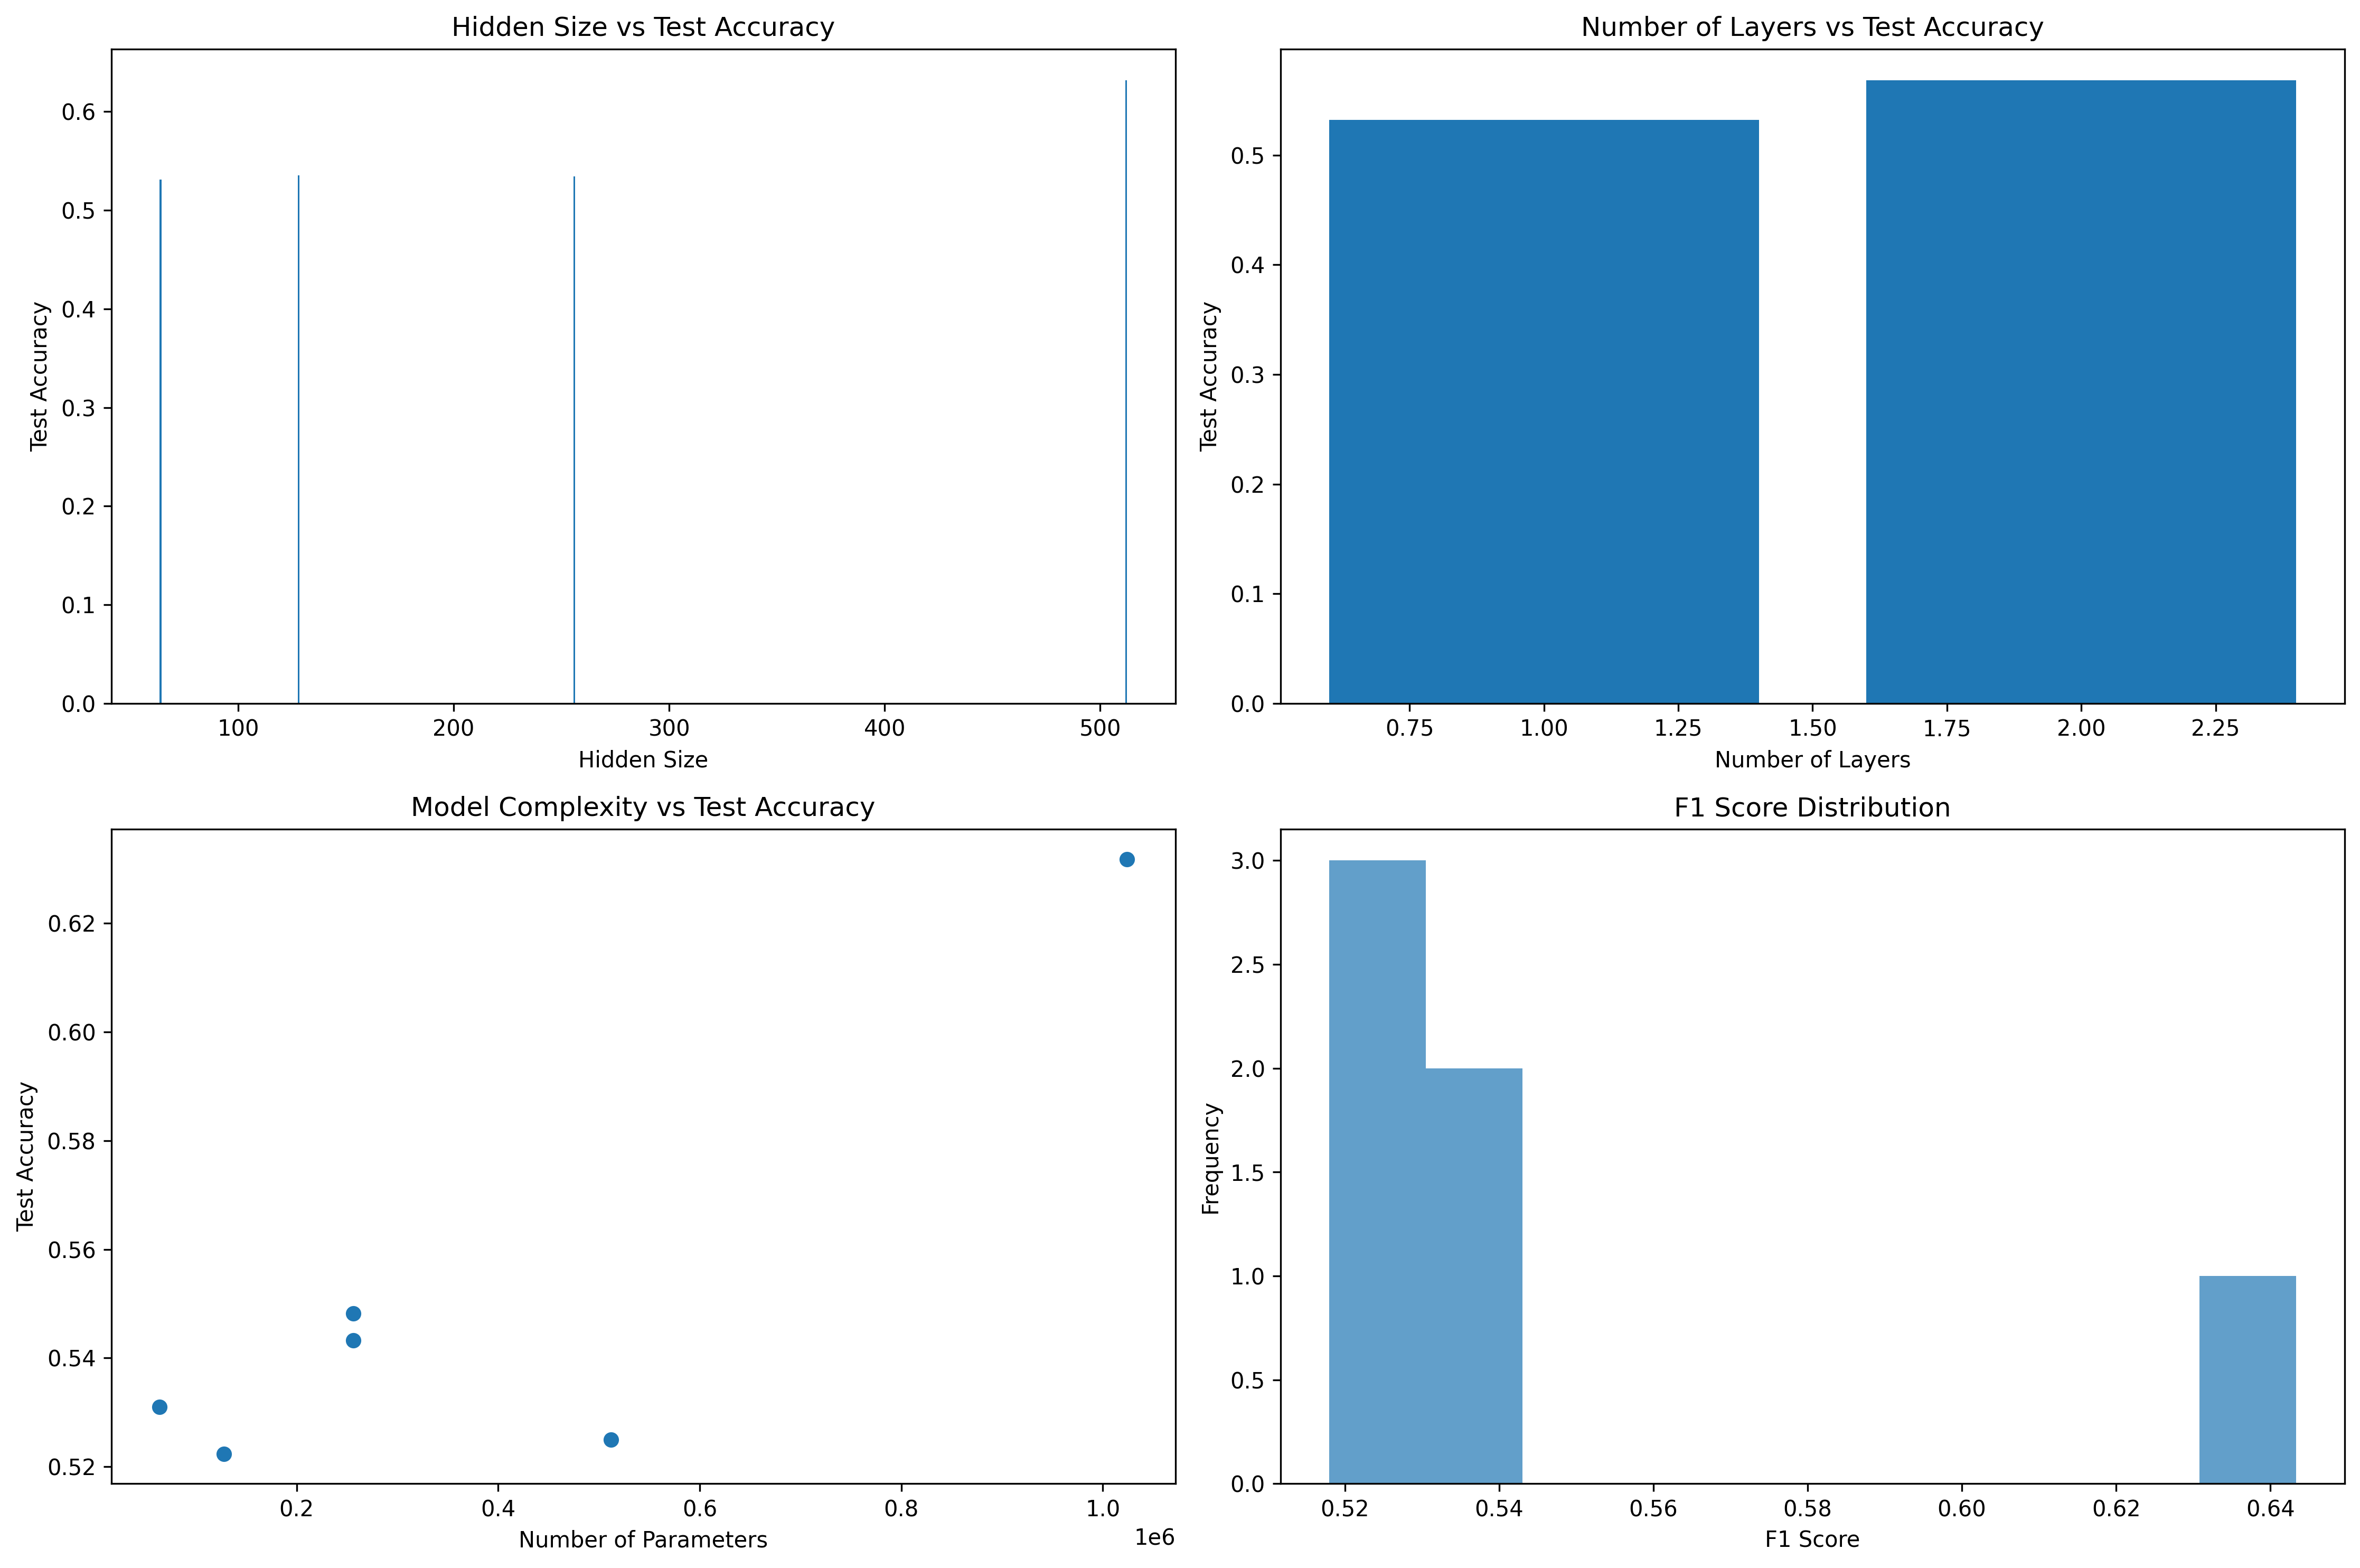 Hidden Size vs Test Accuracy
Test Accuracy
0.6
0.5
0.4
0.3
0.2
0.1
0.0
100 200 300 400 500
Hidden Size
Number of Layers vs Test Accuracy
Test Accuracy
0.5
0.4
0.3
0.2
0.1
0.0
0.75 1.00 1.25 1.50 1.75 2.00 2.25
Number of Layers
Model Complexity vs Test Accuracy
Test Accuracy
0.62
0.60
0.58
0.56
0.54
0.52
0.2 0.4 0.6 0.8 1.0
1e6
Number of Parameters
F1 Score Distribution
Frequency
3.0
2.5
2.0
1.5
1.0
0.5
0.0
0.52 0.54 0.56 0.58 0.60 0.62 0.64
F1 Score